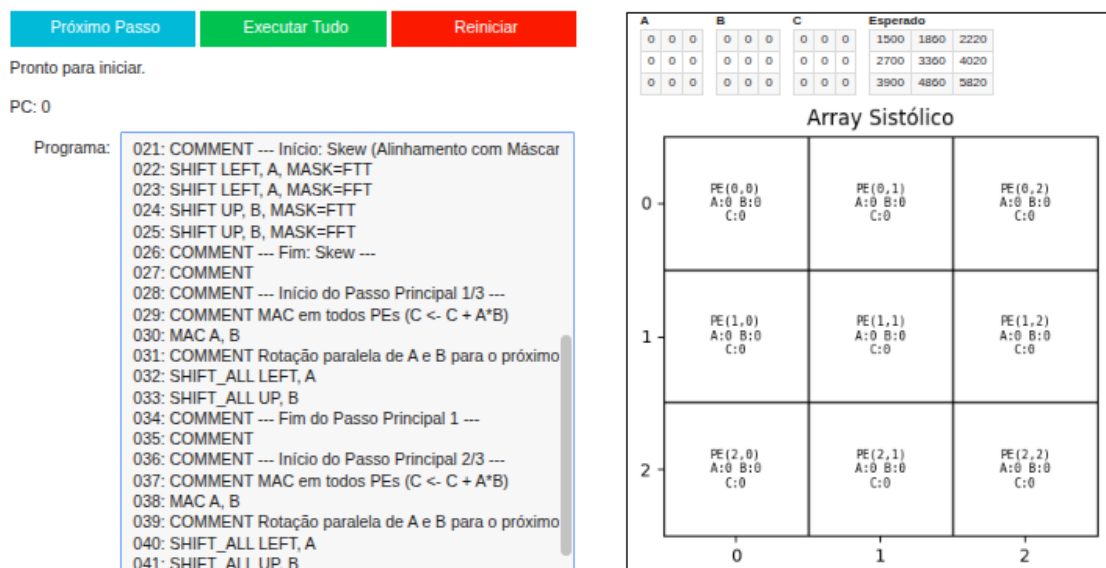 Próximo Passo Executar Tudo Reiniciar
Pronto para iniciar.
PC: 0
Programa:
021: COMMENT --- Início: Skew (Alinhamento com Máscar
022: SHIFT LEFT, A, MASK=FTT
023: SHIFT LEFT, A, MASK=FFT
024: SHIFT UP, B, MASK=FTT
025: SHIFT UP, B, MASK=FFT
026: COMMENT --- Fim: Skew ---
027: COMMENT
028: COMMENT --- Início do Passo Principal 1/3 ---
029: COMMENT MAC em todos PEs (C <- C + A*B)
030: MAC A, B
031: COMMENT Rotação paralela de A e B para o próximo
032: SHIFT_ALL LEFT, A
033: SHIFT_ALL UP, B
034: COMMENT --- Fim do Passo Principal 1 ---
035: COMMENT
036: COMMENT --- Início do Passo Principal 2/3 ---
037: COMMENT MAC em todos PEs (C <- C + A*B)
038: MAC A, B
039: COMMENT Rotação paralela de A e B para o próximo
040: SHIFT_ALL LEFT, A
041: SHIFT_ALL UP, B
A B C Esperado
0 0 0 0 0 0 0 0 0 1500 1860 2220
0 0 0 0 0 0 0 0 0 2700 3360 4020
0 0 0 0 0 0 0 0 0 3900 4860 5820
Array Sistólico
PE(0,0) PE(0,1) PE(0,2)
0 A:0 B:0 A:0 B:0 A:0 B:0
C:0 C:0 C:0
PE(1,0) PE(1,1) PE(1,2)
1 A:0 B:0 A:0 B:0 A:0 B:0
C:0 C:0 C:0
PE(2,0) PE(2,1) PE(2,2)
2 A:0 B:0 A:0 B:0 A:0 B:0
C:0 C:0 C:0
0 1 2